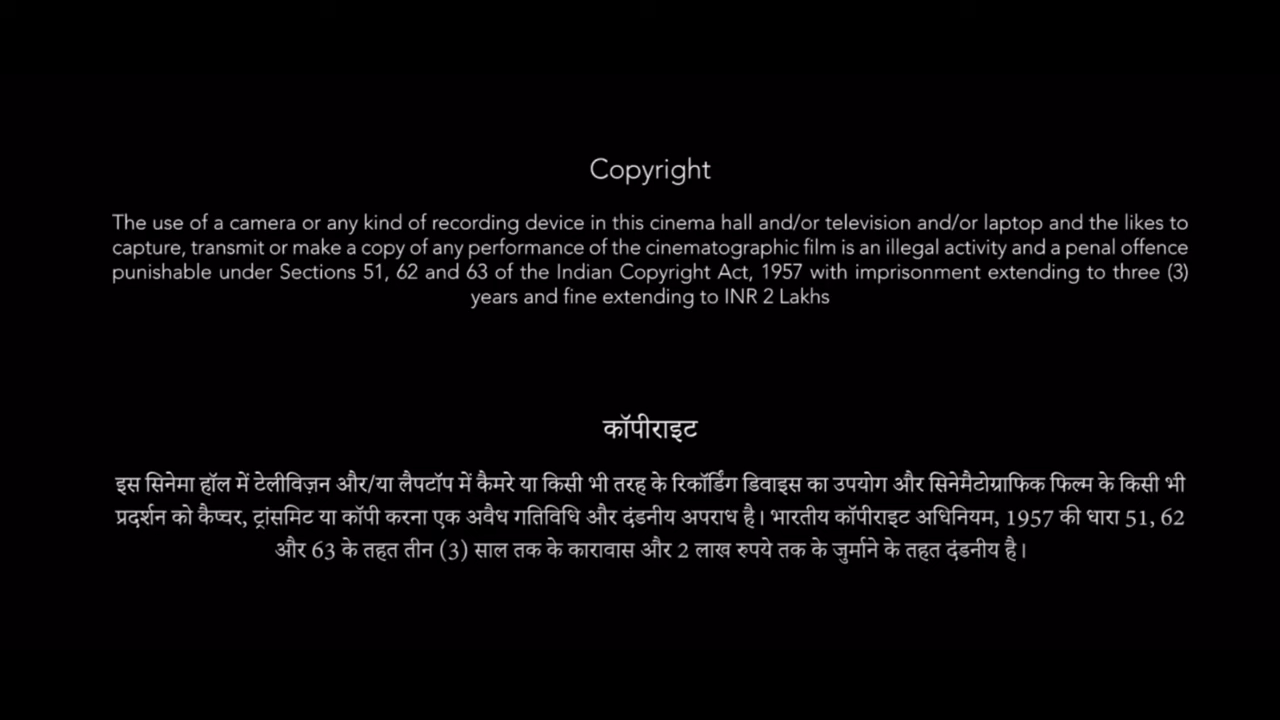 Copyright
The use of a camera or any kind of recording device in this cinema hall and/or television and/or laptop and the likes to
capture, transmit or make a copy of any performance of the cinematographic film is an illegal activity and a penal offence
punishable under Sections 51, 62 and 63 of the Indian Copyright Act, 1957 with imprisonment extending to three (3)
years and fine extending to INR 2 Lakhs
कॉपीराइट
इस सिनेमा हॉल में टेलीविज़न और/या लैपटॉप में कैमरे या किसी भी तरह के रिकॉर्डिंग डिवाइस का उपयोग और सिनेमैटोग्राफिक फिल्म के किसी भी
प्रदर्शन को कैप्चर, ट्रांसमिट या कॉपी करना एक अवैध गतिविधि और दंडनीय अपराध है। भारतीय कॉपीराइट अधिनियम, 1957 की धारा 51, 62
और 63 के तहत तीन (3) साल तक के कारावास और 2 लाख रुपये तक के जुर्माने के तहत दंडनीय है।